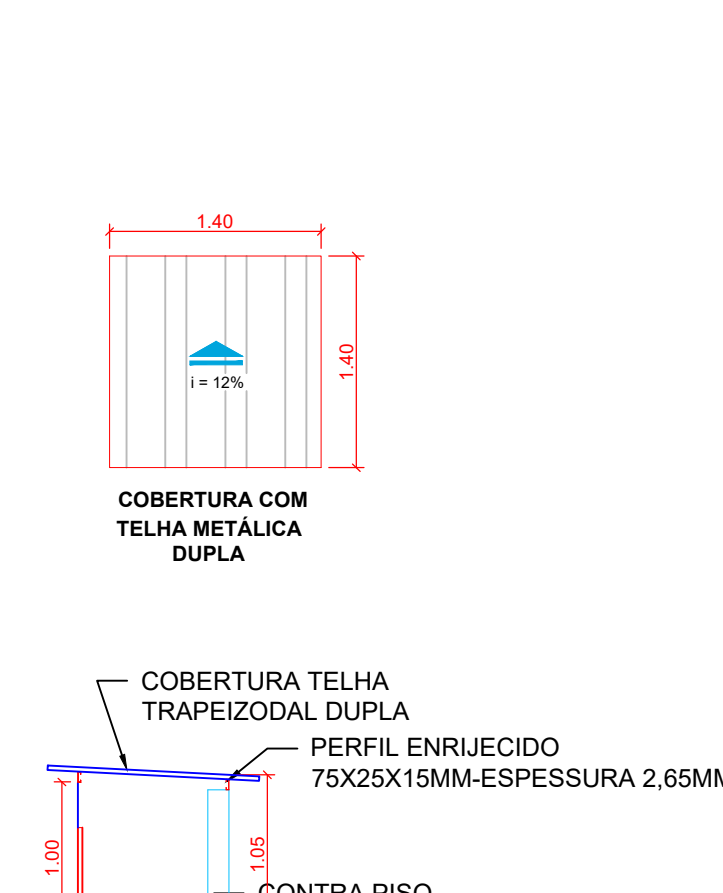 1.40
1.40
i = 12%
COBERTURA COM
TELHA METÁLICA
DUPLA
COBERTURA TELHA
TRAPEIZODAL DUPLA
PERFIL ENRIJECIDO
75X25X15MM-ESPESSURA 2,65MM
1.00
1.05
CONTRA PISO